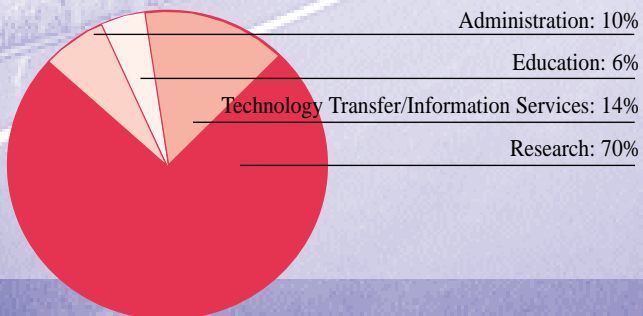 Administration: 10%
Education: 6%
Technology Transfer/Information Services: 14%
Research: 70%